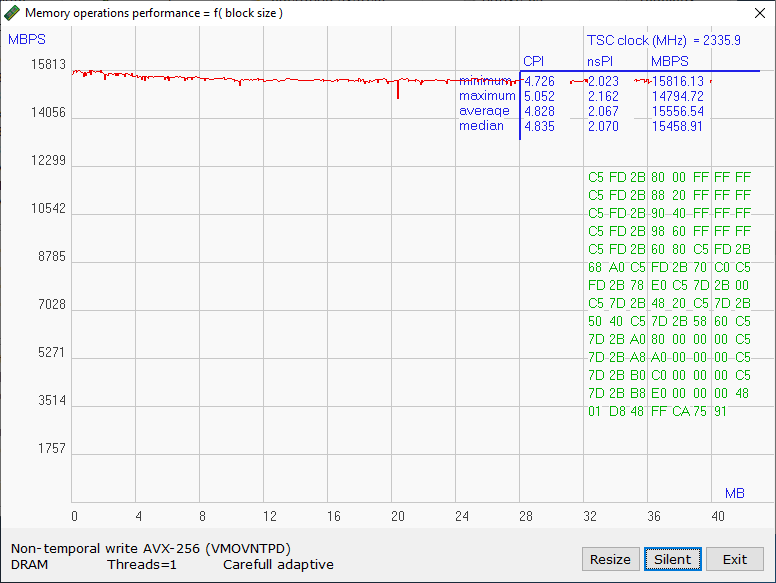 Memory operations performance = f( block size )
MBPS
TSC clock (MHz) = 2335.9
CPI nsPI MBPS
15813
minimum 4.726 2.023 15816.13
maximum 5.052 2.162 14794.72
average 4.828 2.067 15556.54
median 4.835 2.070 15458.91
14056
12299
10542
8785
7028
5271
3514
1757
C5 FD 2B 80 00 FF FF FF
C5 FD 2B 88 20 FF FF FF
C5 FD 2B 90 40 FF FF FF
C5 FD 2B 98 60 FF FF FF
C5 FD 2B 60 80 C5 FD 2B
68 A0 C5 FD 2B 70 C0 C5
FD 2B 78 E0 C5 7D 2B 00
C5 7D 2B 48 20 C5 7D 2B
50 40 C5 7D 2B 58 60 C5
7D 2B A0 80 00 00 00 C5
7D 2B A8 A0 00 00 00 C5
7D 2B B0 C0 00 00 00 C5
7D 2B B8 E0 00 00 00 48
01 D8 48 FF CA 75 91
MB
0 4 8 12 16 20 24 28 32 36 40
Non-temporal write AVX-256 (VMOVNTPD)
DRAM Threads=1 Carefull adaptive
Resize Silent Exit